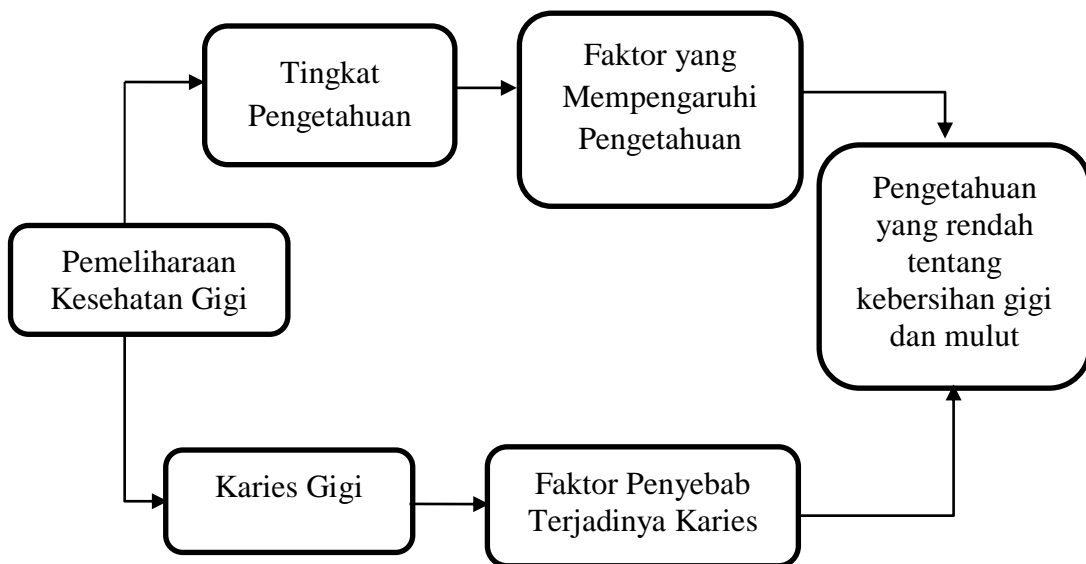 Tingkat
Pengetahuan
Faktor yang
Mempengaruhi
Pengetahuan
Pengetahuan
yang rendah
tentang
kebersihan gigi
dan mulut
Pemeliharaan
Kesehatan Gigi
Karies Gigi
Faktor Penyebab
Terjadinya Karies